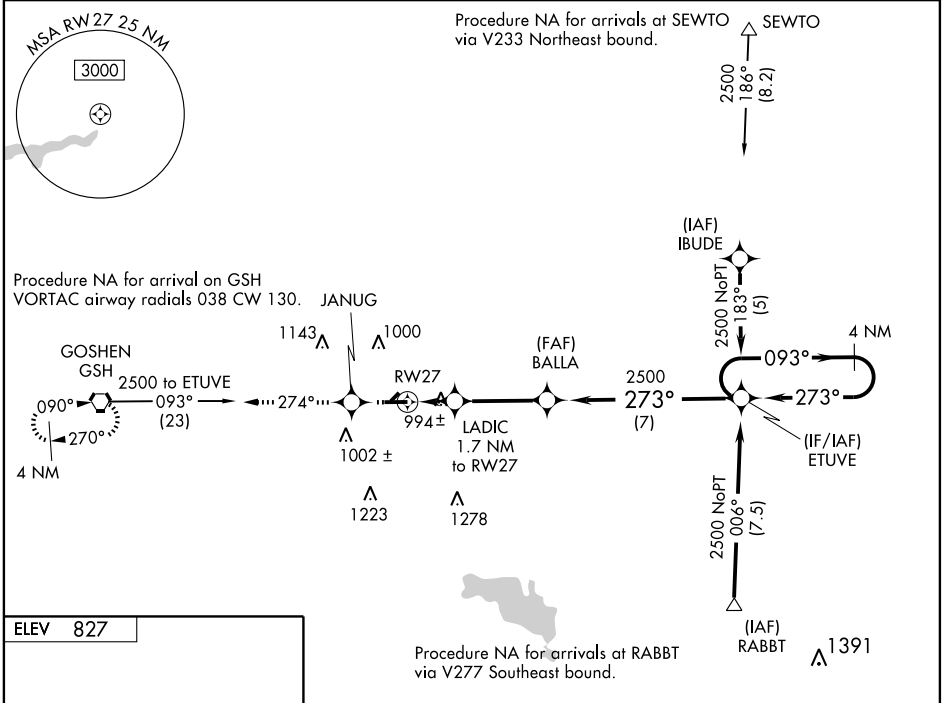 MSA RW27 25 NM
3000
Procedure NA for arrivals at SEWTO
via V233 Northeast bound.
SEWTO
2500
186°
(8.2)
(IAF)
IBUDE
2500 NoPT
183°
(5)
4 NM
093°
273°
(IF/IAF)
ETUVE
Procedure NA for arrival on GSH
VORTAC airway radials 038 CW 130.
JANUG
1143
1000
GOSHEN
GSH
2500 to ETUVE
093°
(23)
090°
270°
4 NM
274°
RW27
994±
1002 ±
1223
LADIC
1.7 NM
to RW27
1278
(FAF)
BALLA
2500
273°
(7)
2500 NoPT
006°
(7.5)
(IAF)
RABBT
1391
Procedure NA for arrivals at RABBT
via V277 Southeast bound.
ELEV 827